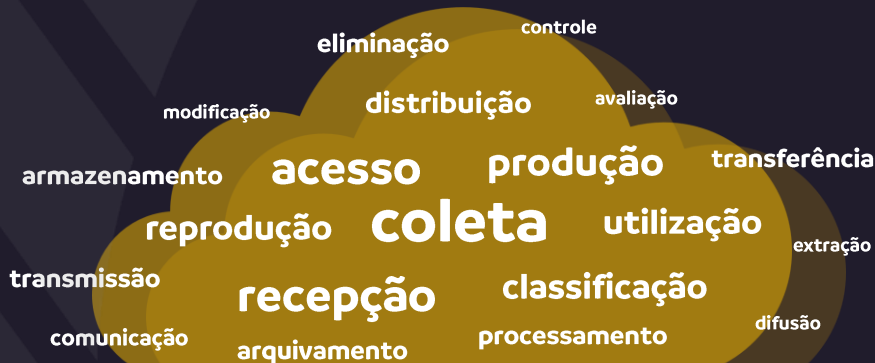 controle
eliminação
avaliação
distribuição
modificação
transferência
produção
acesso
armazenamento
coleta
utilização
reprodução
extração
transmissão
classificação
recepção
difusão
processamento
comunicação
arquivamento